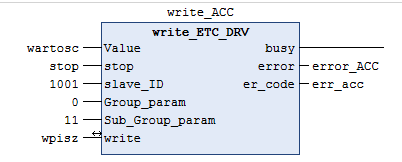 write_ACC
write_ETC_DRV
wartosc Value busy
stop stop error error_ACC
1001 slave_ID er_code err_acc
0 Group_param
11 Sub_Group_param
wpisz write